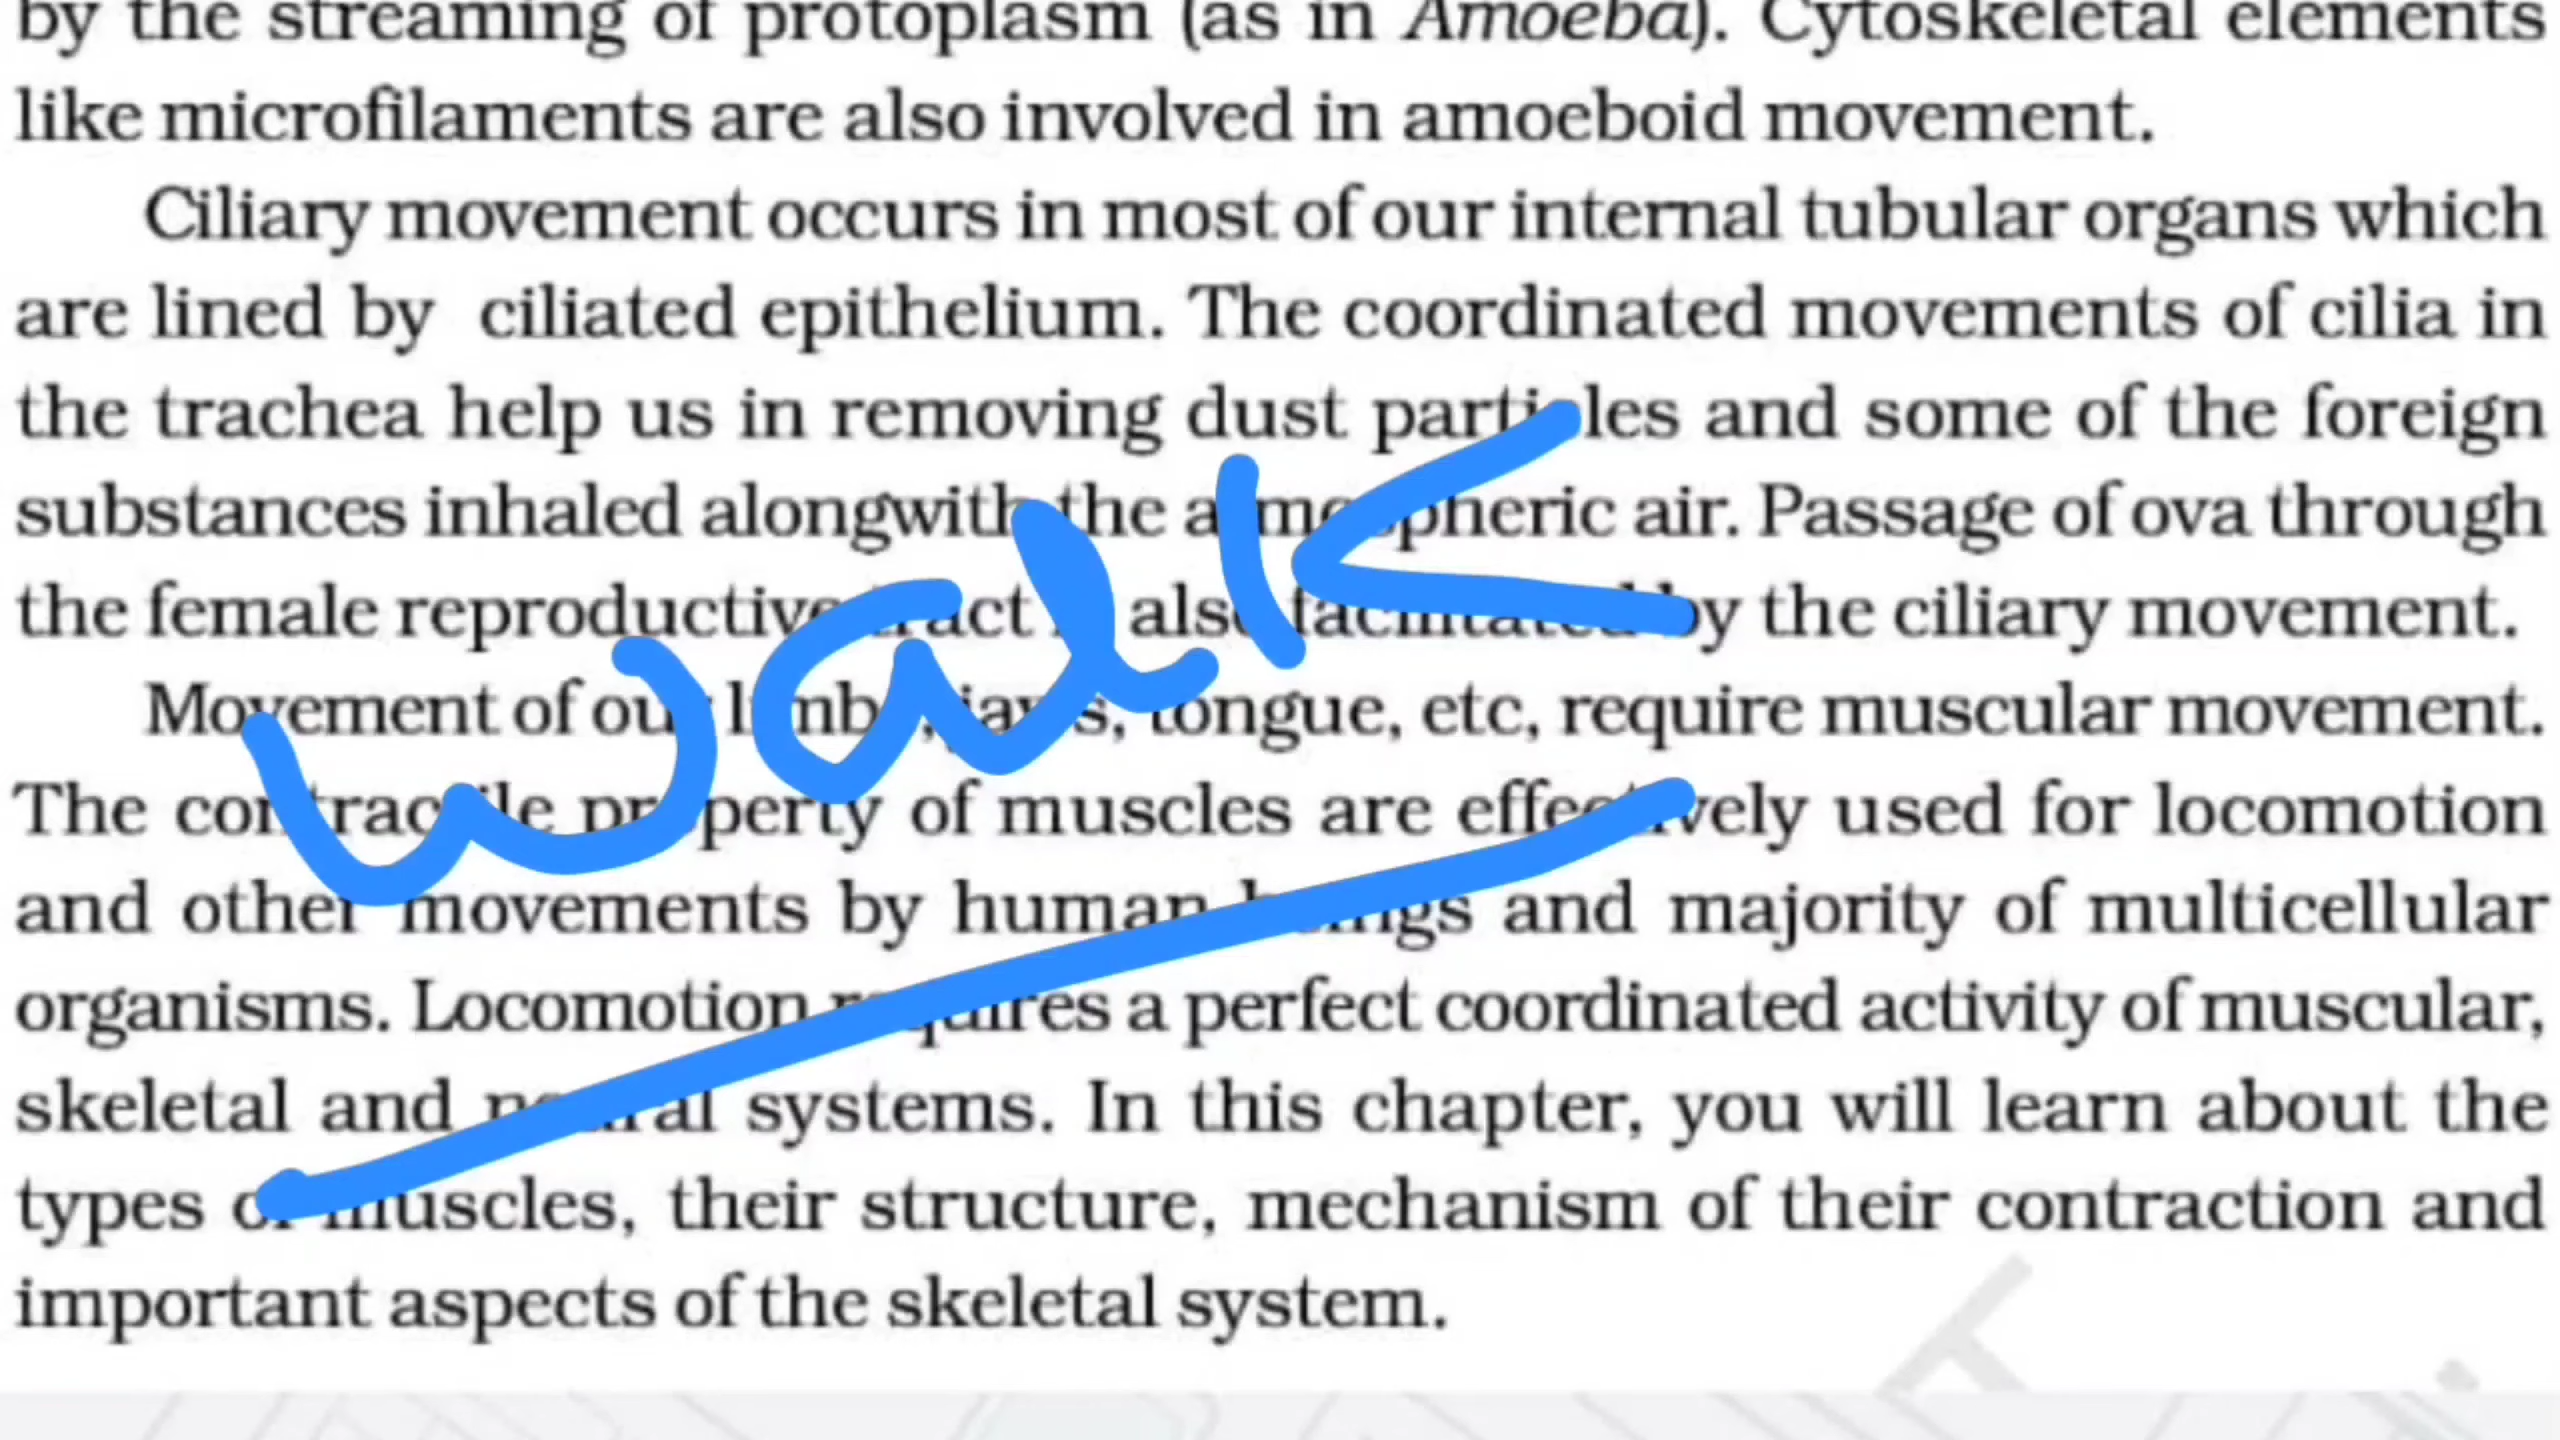 by the streaming of protoplasm (as in Amoeba). Cytoskeletal elements
like microfilaments are also involved in amoeboid movement.
Ciliary movement occurs in most of our internal tubular organs which
are lined by ciliated epithelium. The coordinated movements of cilia in
the trachea help us in removing dust particles and some of the foreign
substances inhaled alongwith the atmospheric air. Passage of ova through
the female reproductive tract is also facilitated by the ciliary movement.
walk
Movement of our limbs, jaws, tongue, etc, require muscular movement.
The contractile property of muscles are effectively used for locomotion
and other movements by human beings and majority of multicellular
organisms. Locomotion requires a perfect coordinated activity of muscular,
skeletal and neural systems. In this chapter, you will learn about the
types of muscles, their structure, mechanism of their contraction and
important aspects of the skeletal system.